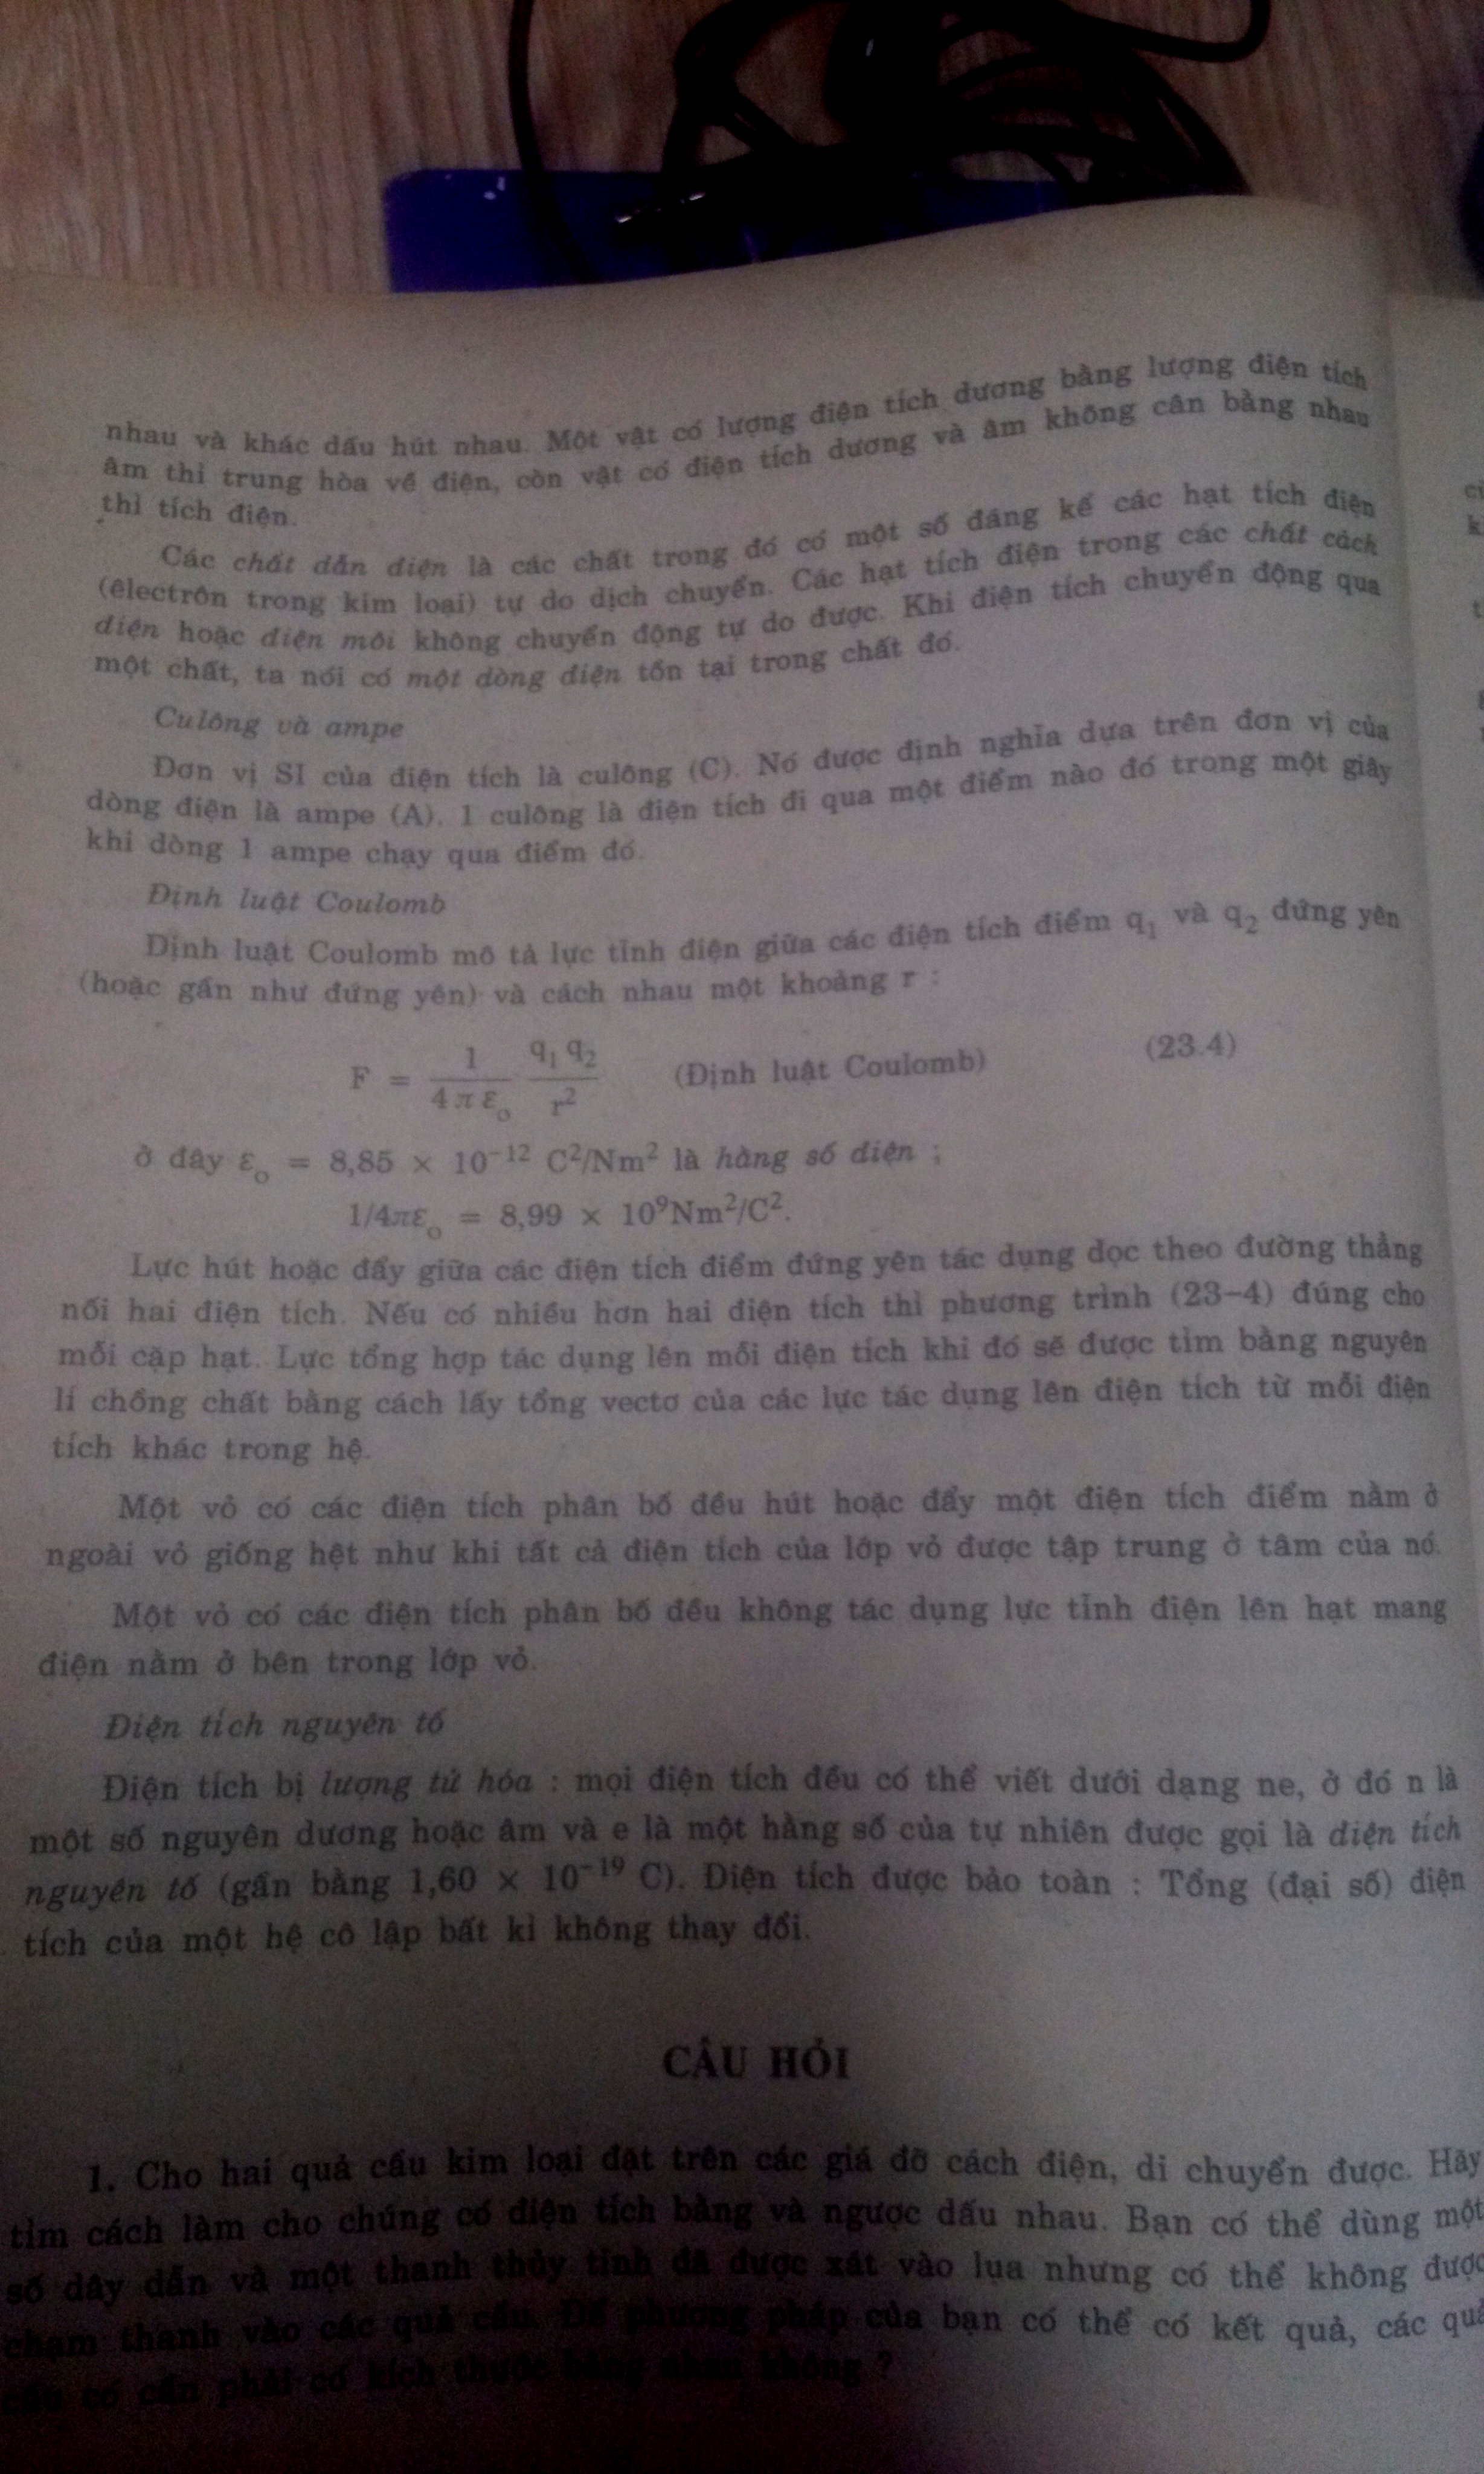 nhau và khác dấu hút nhau. Một vật có lượng điện tích dương bằng lượng điện tích
âm thì trung hòa về điện, còn vật có điện tích dương và âm không cân bằng nhau
thì tích điện.
Các chất dẫn điện là các chất trong đó có một số đáng kể các hạt tích điện
(êlectrôn trong kim loại) tự do dịch chuyển. Các hạt tích điện trong các chất cách
điện hoặc điện môi không chuyển động tự do được. Khi điện tích chuyển động qua
một chất, ta nói có một dòng điện tồn tại trong chất đó.
Culông và ampe
Đơn vị SI của điện tích là culông (C). Nó được định nghĩa dựa trên đơn vị của
dòng điện là ampe (A). 1 culông là điện tích đi qua một điểm nào đó trong một giây
khi dòng 1 ampe chạy qua điểm đó.
Định luật Coulomb
Định luật Coulomb mô tả lực tĩnh điện giữa các điện tích điểm q₁ và q₂ đứng yên
(hoặc gần như đứng yên) và cách nhau một khoảng r :
F = 1/(4πε₀) q₁q₂/r² (Định luật Coulomb) (23.4)
ở đây ε₀ = 8,85 × 10⁻¹² C²/Nm² là hằng số điện ;
1/4πε₀ = 8,99 × 10⁹Nm²/C².
Lực hút hoặc đẩy giữa các điện tích điểm đứng yên tác dụng dọc theo đường thẳng
nối hai điện tích. Nếu có nhiều hơn hai điện tích thì phương trình (23-4) đúng cho
mỗi cặp hạt. Lực tổng hợp tác dụng lên mỗi điện tích khi đó sẽ được tìm bằng nguyên
lí chồng chất bằng cách lấy tổng vectơ của các lực tác dụng lên điện tích từ mỗi điện
tích khác trong hệ.
Một vỏ có các điện tích phân bố đều hút hoặc đẩy một điện tích điểm nằm ở
ngoài vỏ giống hệt như khi tất cả điện tích của lớp vỏ được tập trung ở tâm của nó.
Một vỏ có các điện tích phân bố đều không tác dụng lực tĩnh điện lên hạt mang
điện nằm ở bên trong lớp vỏ.
Điện tích nguyên tố
Điện tích bị lượng tử hóa : mọi điện tích đều có thể viết dưới dạng ne, ở đó n là
một số nguyên dương hoặc âm và e là một hằng số của tự nhiên được gọi là điện tích
nguyên tố (gần bằng 1,60 × 10⁻¹⁹ C). Điện tích được bảo toàn : Tổng (đại số) điện
tích của một hệ cô lập bất kì không thay đổi.
CÂU HỎI
1. Cho hai quả cầu kim loại đặt trên các giá đỡ cách điện, di chuyển được. Hãy
tìm cách làm cho chúng có điện tích bằng và ngược dấu nhau. Bạn có thể dùng một
số dây dẫn và một thanh thủy tinh đã được xát vào lụa nhưng có thể không được
chạm thanh vào các quả cầu. Để phương pháp của bạn có thể có kết quả, các quả
cầu có cần phải có kích thước bằng nhau không ?